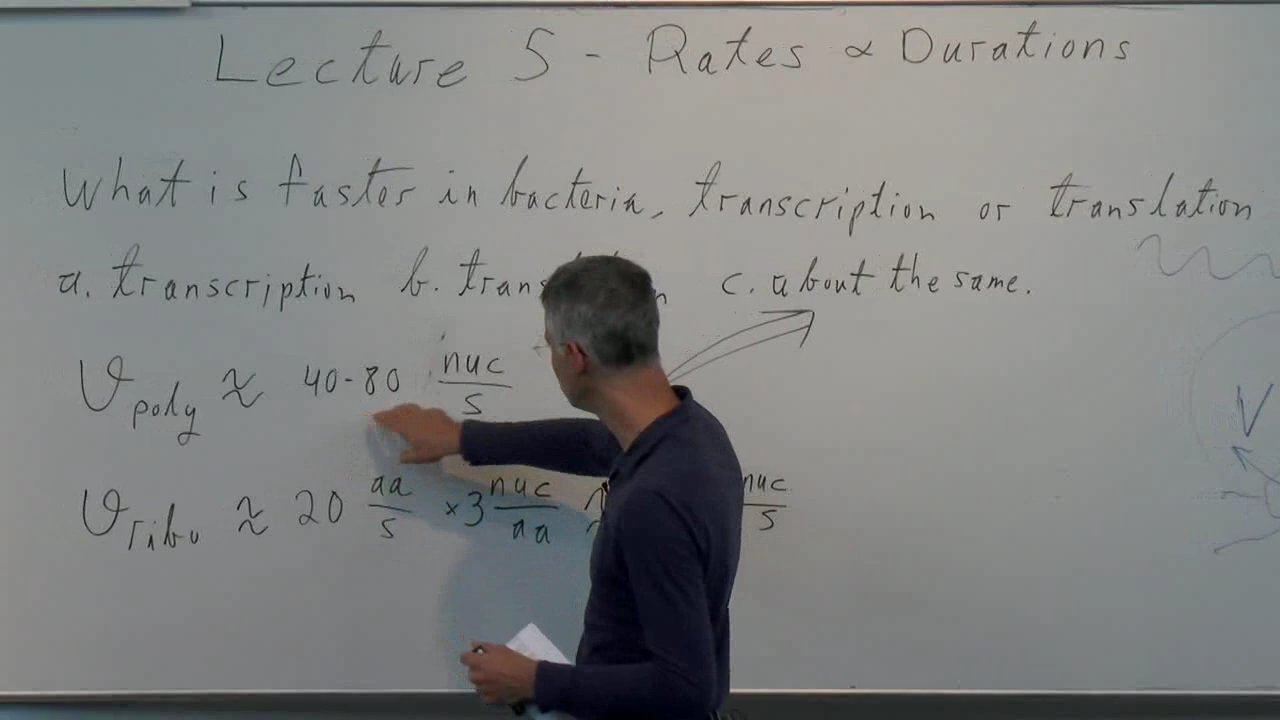 Lecture 5 - Rates & Durations
What is faster in bacteria, transcription or translation
a. transcription b. c. about the same.
V poly ≈ 40-80 nuc/s
V ribo ≈ 20 aa/s × 3 nuc/aa ≈ nuc/s
V